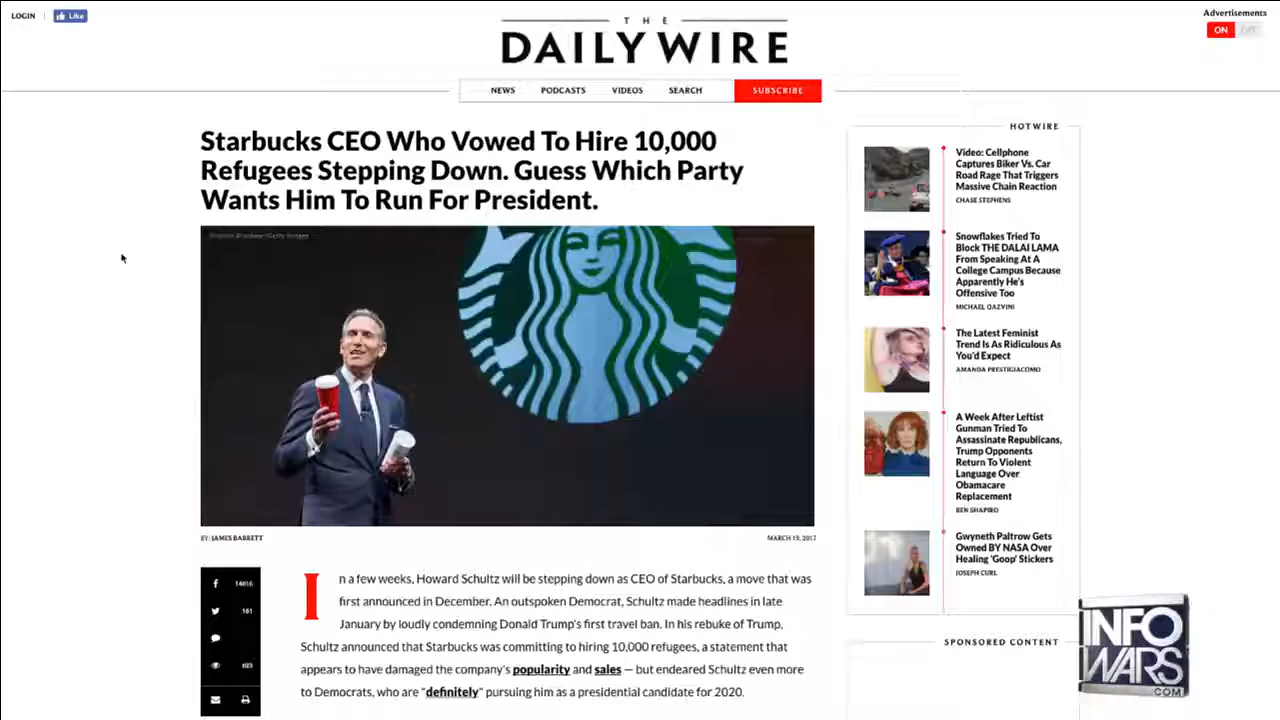 LOGIN
Like
Advertisements
ON
OFF
THE
DAILY WIRE
NEWS PODCASTS VIDEOS SEARCH SUBSCRIBE
Starbucks CEO Who Vowed To Hire 10,000
Refugees Stepping Down. Guess Which Party
Wants Him To Run For President.
BY: JAMES BARRETT
MARCH 19, 2017
14616
161
623
In a few weeks, Howard Schultz will be stepping down as CEO of Starbucks, a move that was
first announced in December. An outspoken Democrat, Schultz made headlines in late
January by loudly condemning Donald Trump's first travel ban. In his rebuke of Trump,
Schultz announced that Starbucks was committing to hiring 10,000 refugees, a statement that
appears to have damaged the company's popularity and sales — but endeared Schultz even more
to Democrats, who are "definitely" pursuing him as a presidential candidate for 2020.
HOTWIRE
Video: Cellphone
Captures Biker Vs. Car
Road Rage That Triggers
Massive Chain Reaction
CHASE STEPHENS
Snowflakes Tried To
Block THE DALAI LAMA
From Speaking At A
College Campus Because
Apparently He's
Offensive Too
MICHAEL QAZVINI
The Latest Feminist
Trend Is As Ridiculous As
You'd Expect
AMANDA PRESTIGIACOMO
A Week After Leftist
Gunman Tried To
Assassinate Republicans,
Trump Opponents
Return To Violent
Language Over
Obamacare
Replacement
BEN SHAPIRO
Gwyneth Paltrow Gets
Owned BY NASA Over
Healing 'Goop' Stickers
JOSEPH CURL
SPONSORED CONTENT
INFO
WARS
.COM